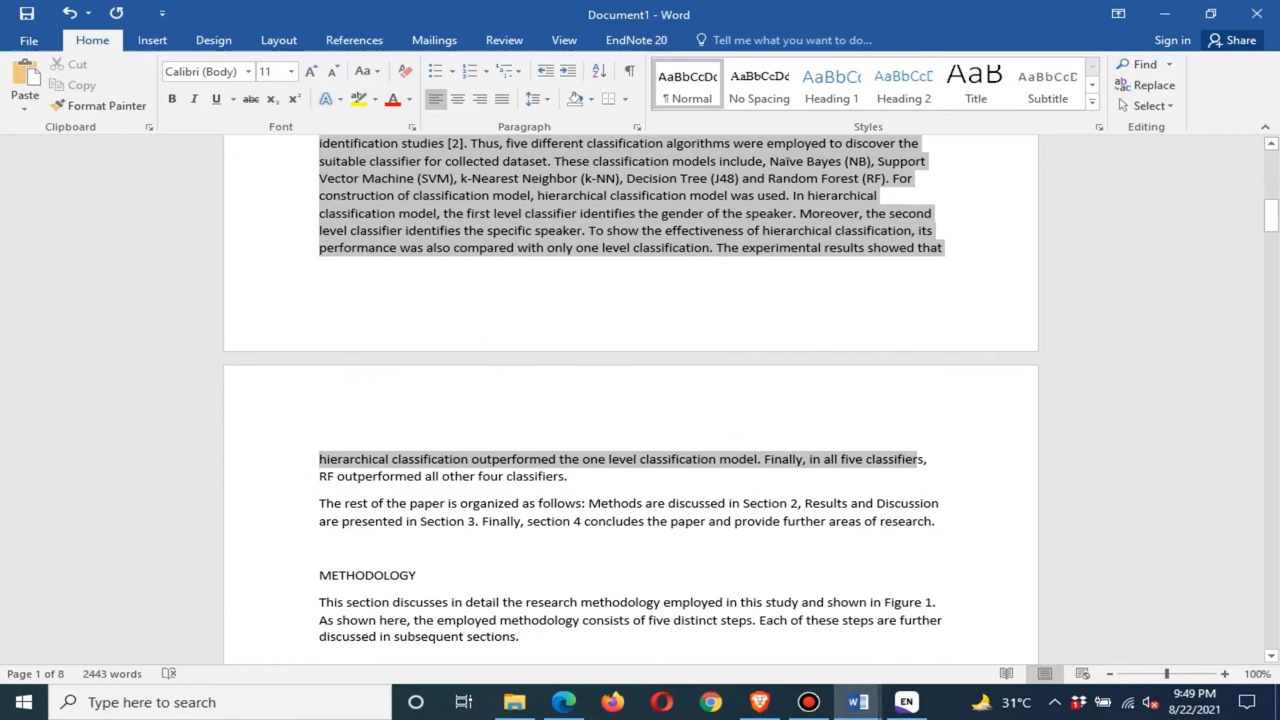 Document1 - Word
File Home Insert Design Layout References Mailings Review View EndNote 20 Tell me what you want to do... Sign in Share
Paste Cut Copy Format Painter
Calibri (Body) 11
AaBbCcDc AaBbCcDd AaBbCc AaBbCcD AaB AaBbCcD
¶ Normal No Spacing Heading 1 Heading 2 Title Subtitle
Find Replace Select
Clipboard Font Paragraph Styles Editing
identification studies [2]. Thus, five different classification algorithms were employed to discover the
suitable classifier for collected dataset. These classification models include, Naïve Bayes (NB), Support
Vector Machine (SVM), k-Nearest Neighbor (k-NN), Decision Tree (J48) and Random Forest (RF). For
construction of classification model, hierarchical classification model was used. In hierarchical
classification model, the first level classifier identifies the gender of the speaker. Moreover, the second
level classifier identifies the specific speaker. To show the effectiveness of hierarchical classification, its
performance was also compared with only one level classification. The experimental results showed that
hierarchical classification outperformed the one level classification model. Finally, in all five classifiers,
RF outperformed all other four classifiers.
The rest of the paper is organized as follows: Methods are discussed in Section 2, Results and Discussion
are presented in Section 3. Finally, section 4 concludes the paper and provide further areas of research.
METHODOLOGY
This section discusses in detail the research methodology employed in this study and shown in Figure 1.
As shown here, the employed methodology consists of five distinct steps. Each of these steps are further
discussed in subsequent sections.
Page 1 of 8 2443 words 100%
Type here to search 31°C 9:49 PM
8/22/2021